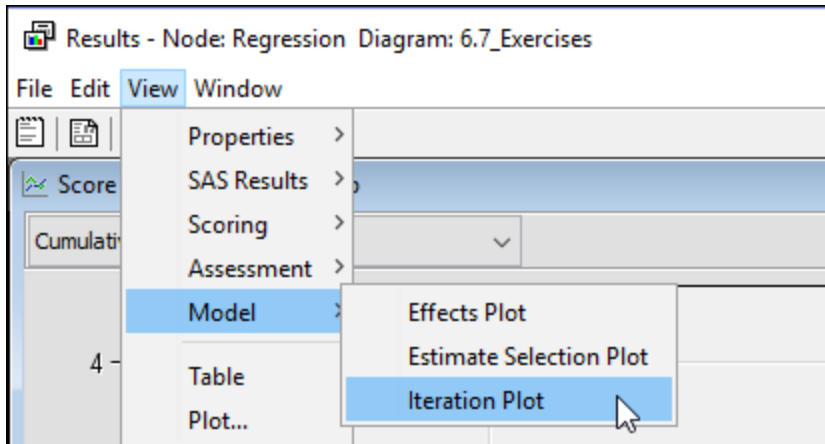 Results - Node: Regression Diagram: 6.7_Exercises
File Edit View Window
Properties
SAS Results
Score
Scoring
Assessment
Model
Effects Plot
Estimate Selection Plot
4
Table
Iteration Plot
Plot...